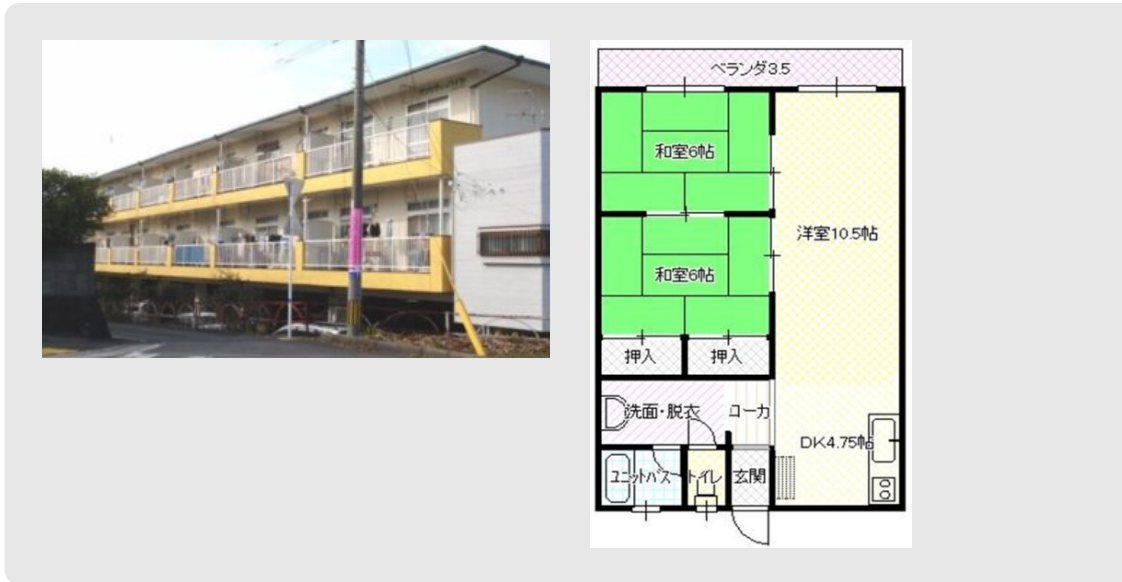 ベランダ3.5
和室6帖
洋室10.5帖
和室6帖
押入
押入
洗面・脱衣
ローカ
DK4.75帖
ユニットバス
トイレ
玄関